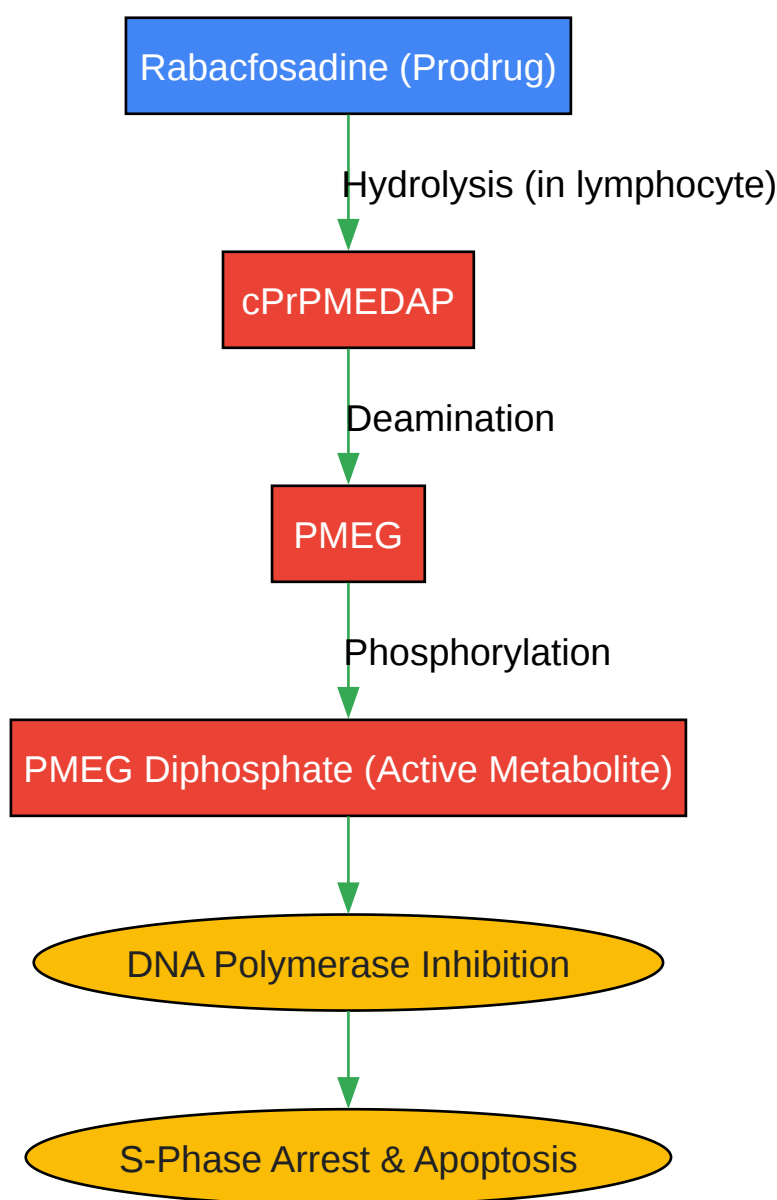 Rabacfosadine (Prodrug)
Hydrolysis (in lymphocyte)
cPrPMEDAP
Deamination
PMEG
Phosphorylation
PMEG Diphosphate (Active Metabolite)
DNA Polymerase Inhibition
S-Phase Arrest & Apoptosis